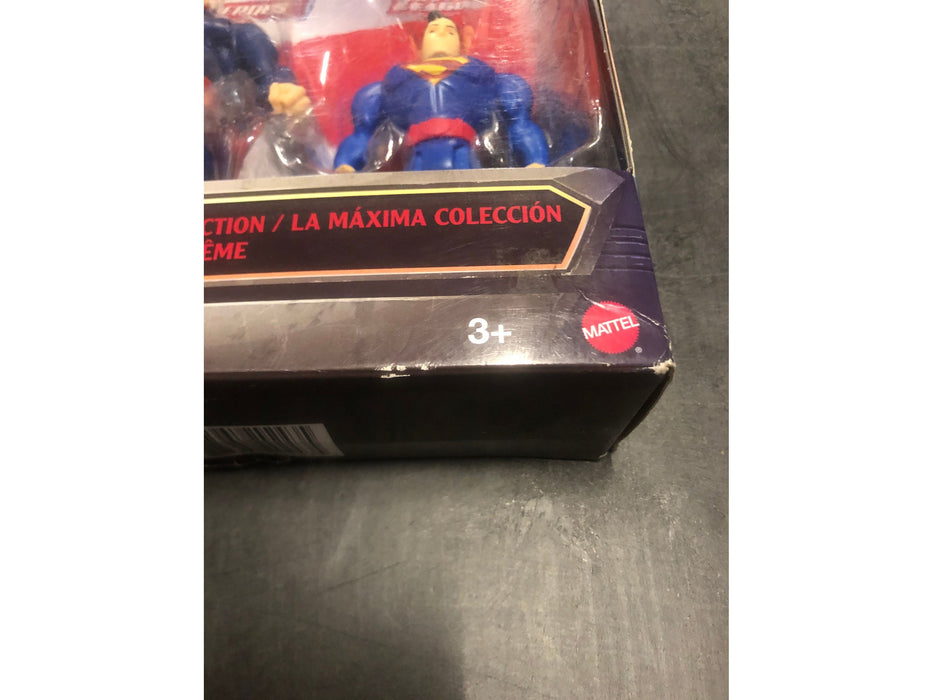 CTION / LA MÁXIMA COLECCIÓN
ÊME
3+
MATTEL